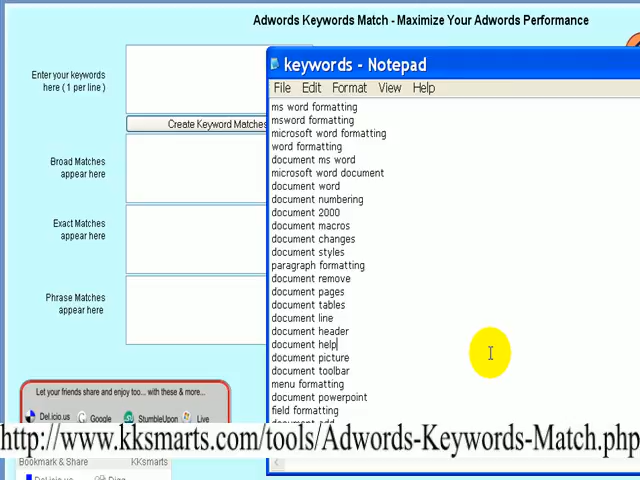 Adwords Keywords Match - Maximize Your Adwords Performance
Enter your keywords
here ( 1 per line )
Create Keyword Matches
Broad Matches
appear here
Exact Matches
appear here
Phrase Matches
appear here
Let your friends share and enjoy too... with these & more...
Del.icio.us
Google
StumbleUpon
Live
keywords - Notepad
File Edit Format View Help
ms word formatting
msword formatting
microsoft word formatting
word formatting
document ms word
microsoft word document
document word
document numbering
document 2000
document macros
document changes
document styles
paragraph formatting
document remove
document pages
document tables
document line
document header
document help
document picture
document toolbar
menu formatting
document powerpoint
field formatting
http://www.kksmarts.com/tools/Adwords-Keywords-Match.php
Bookmark & Share
KKsmarts